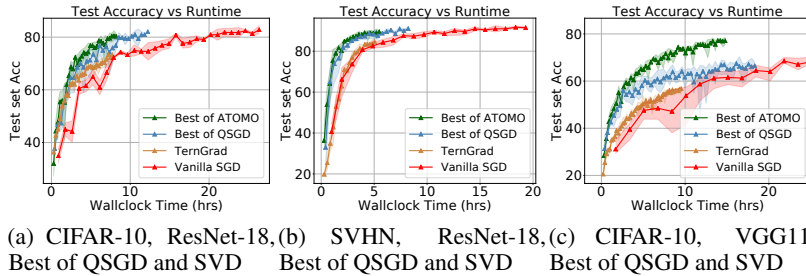 Test Accuracy vs Runtime
Test set Acc
80
60
40
Best of ATOMO
Best of QSGD
TernGrad
Vanilla SGD
0 10 20
Wallclock Time (hrs)
Test Accuracy vs Runtime
Test set Acc
80
60
40
20
Best of ATOMO
Best of QSGD
TernGrad
Vanilla SGD
0 5 10 15 20
Wallclock Time (hrs)
Test Accuracy vs Runtime
Test set Acc
80
60
40
20
Best of ATOMO
Best of QSGD
TernGrad
Vanilla SGD
0 10 20
Wallclock Time (hrs)
(a) CIFAR-10, ResNet-18,
Best of QSGD and SVD
(b) SVHN, ResNet-18,
Best of QSGD and SVD
(c) CIFAR-10, VGG11
Best of QSGD and SVD